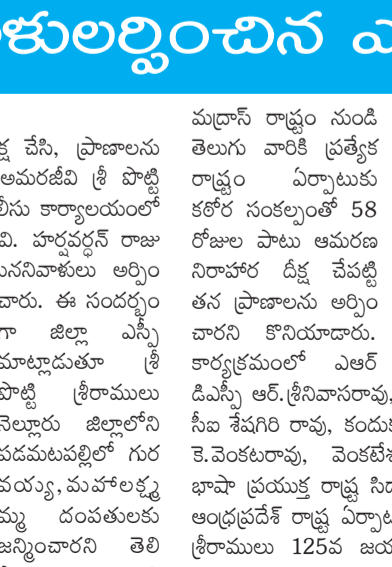 ళులర్పించిన
క్ష చేసి, ప్రాణాలను
అమరజీవి శ్రీ పొట్టి
లీసు కార్యాలయంలో
వి. హర్షవర్ధన్ రాజు
ననివాళులు అర్పిం
చారు. ఈ సందర్భం
గా జిల్లా ఎస్పీ
మాట్లాడుతూ శ్రీ
పొట్టి శ్రీరాములు
నెల్లూరు జిల్లాలోని
పడమటపల్లిలో గుర
వయ్య, మహాలక్ష్మ
మ్మ దంపతులకు
జన్మించారని తెలి
మద్రాస్ రాష్ట్రం నుండి
తెలుగు వారికి ప్రత్యేక
రాష్ట్రం ఏర్పాటుకు
కఠోర సంకల్పంతో 58
రోజుల పాటు ఆమరణ
నిరాహార దీక్ష చేపట్టి
తన ప్రాణాలను అర్పిం
చారని కొనియాడారు.
కార్యక్రమంలో ఎఆర్
డిఎస్పీ ఆర్.శ్రీనివాసరావు,
సీఐ శేషగిరి రావు, కందుక
కె.వెంకటరావు, వెంకటేశ
భాషా ప్రయుక్త రాష్ట్ర సిద
ఆంధ్రప్రదేశ్ రాష్ట్ర ఏర్పాట
శ్రీరాములు 125వ జయ